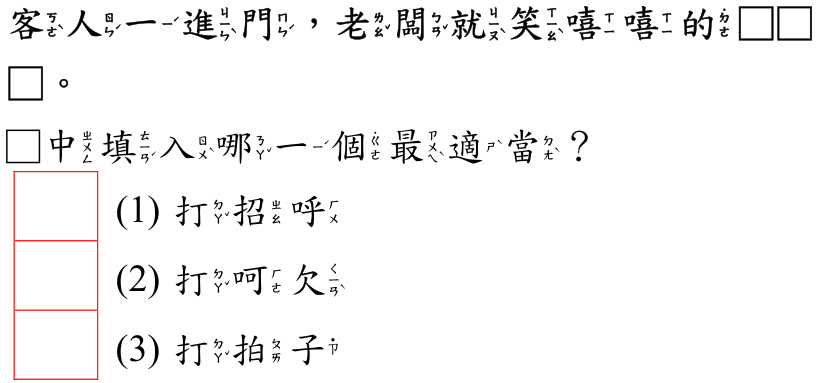 客人一進門，老闆就笑嘻嘻的□□
□。
□中填入哪一個最適當？
(1) 打招呼
(2) 打呵欠
(3) 打拍子